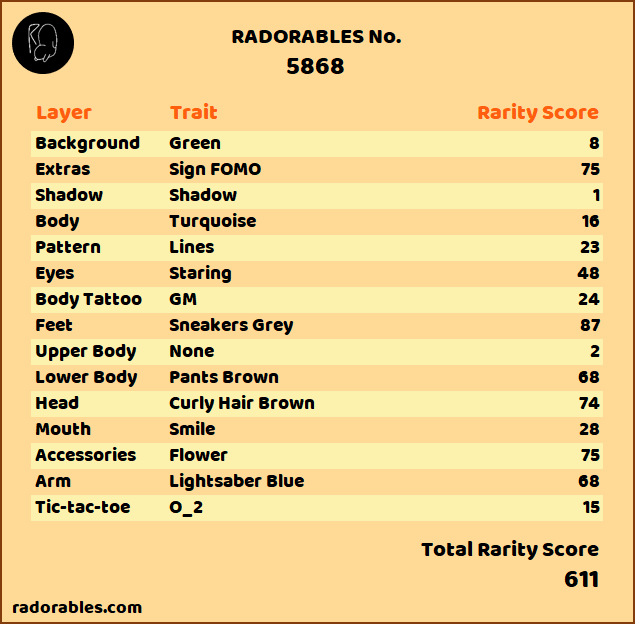 RADORABLES No.
5868
Layer Trait Rarity Score
Background Green 8
Extras Sign FOMO 75
Shadow Shadow 1
Body Turquoise 16
Pattern Lines 23
Eyes Staring 48
Body Tattoo GM 24
Feet Sneakers Grey 87
Upper Body None 2
Lower Body Pants Brown 68
Head Curly Hair Brown 74
Mouth Smile 28
Accessories Flower 75
Arm Lightsaber Blue 68
Tic-tac-toe O_2 15
Total Rarity Score
611
radorables.com